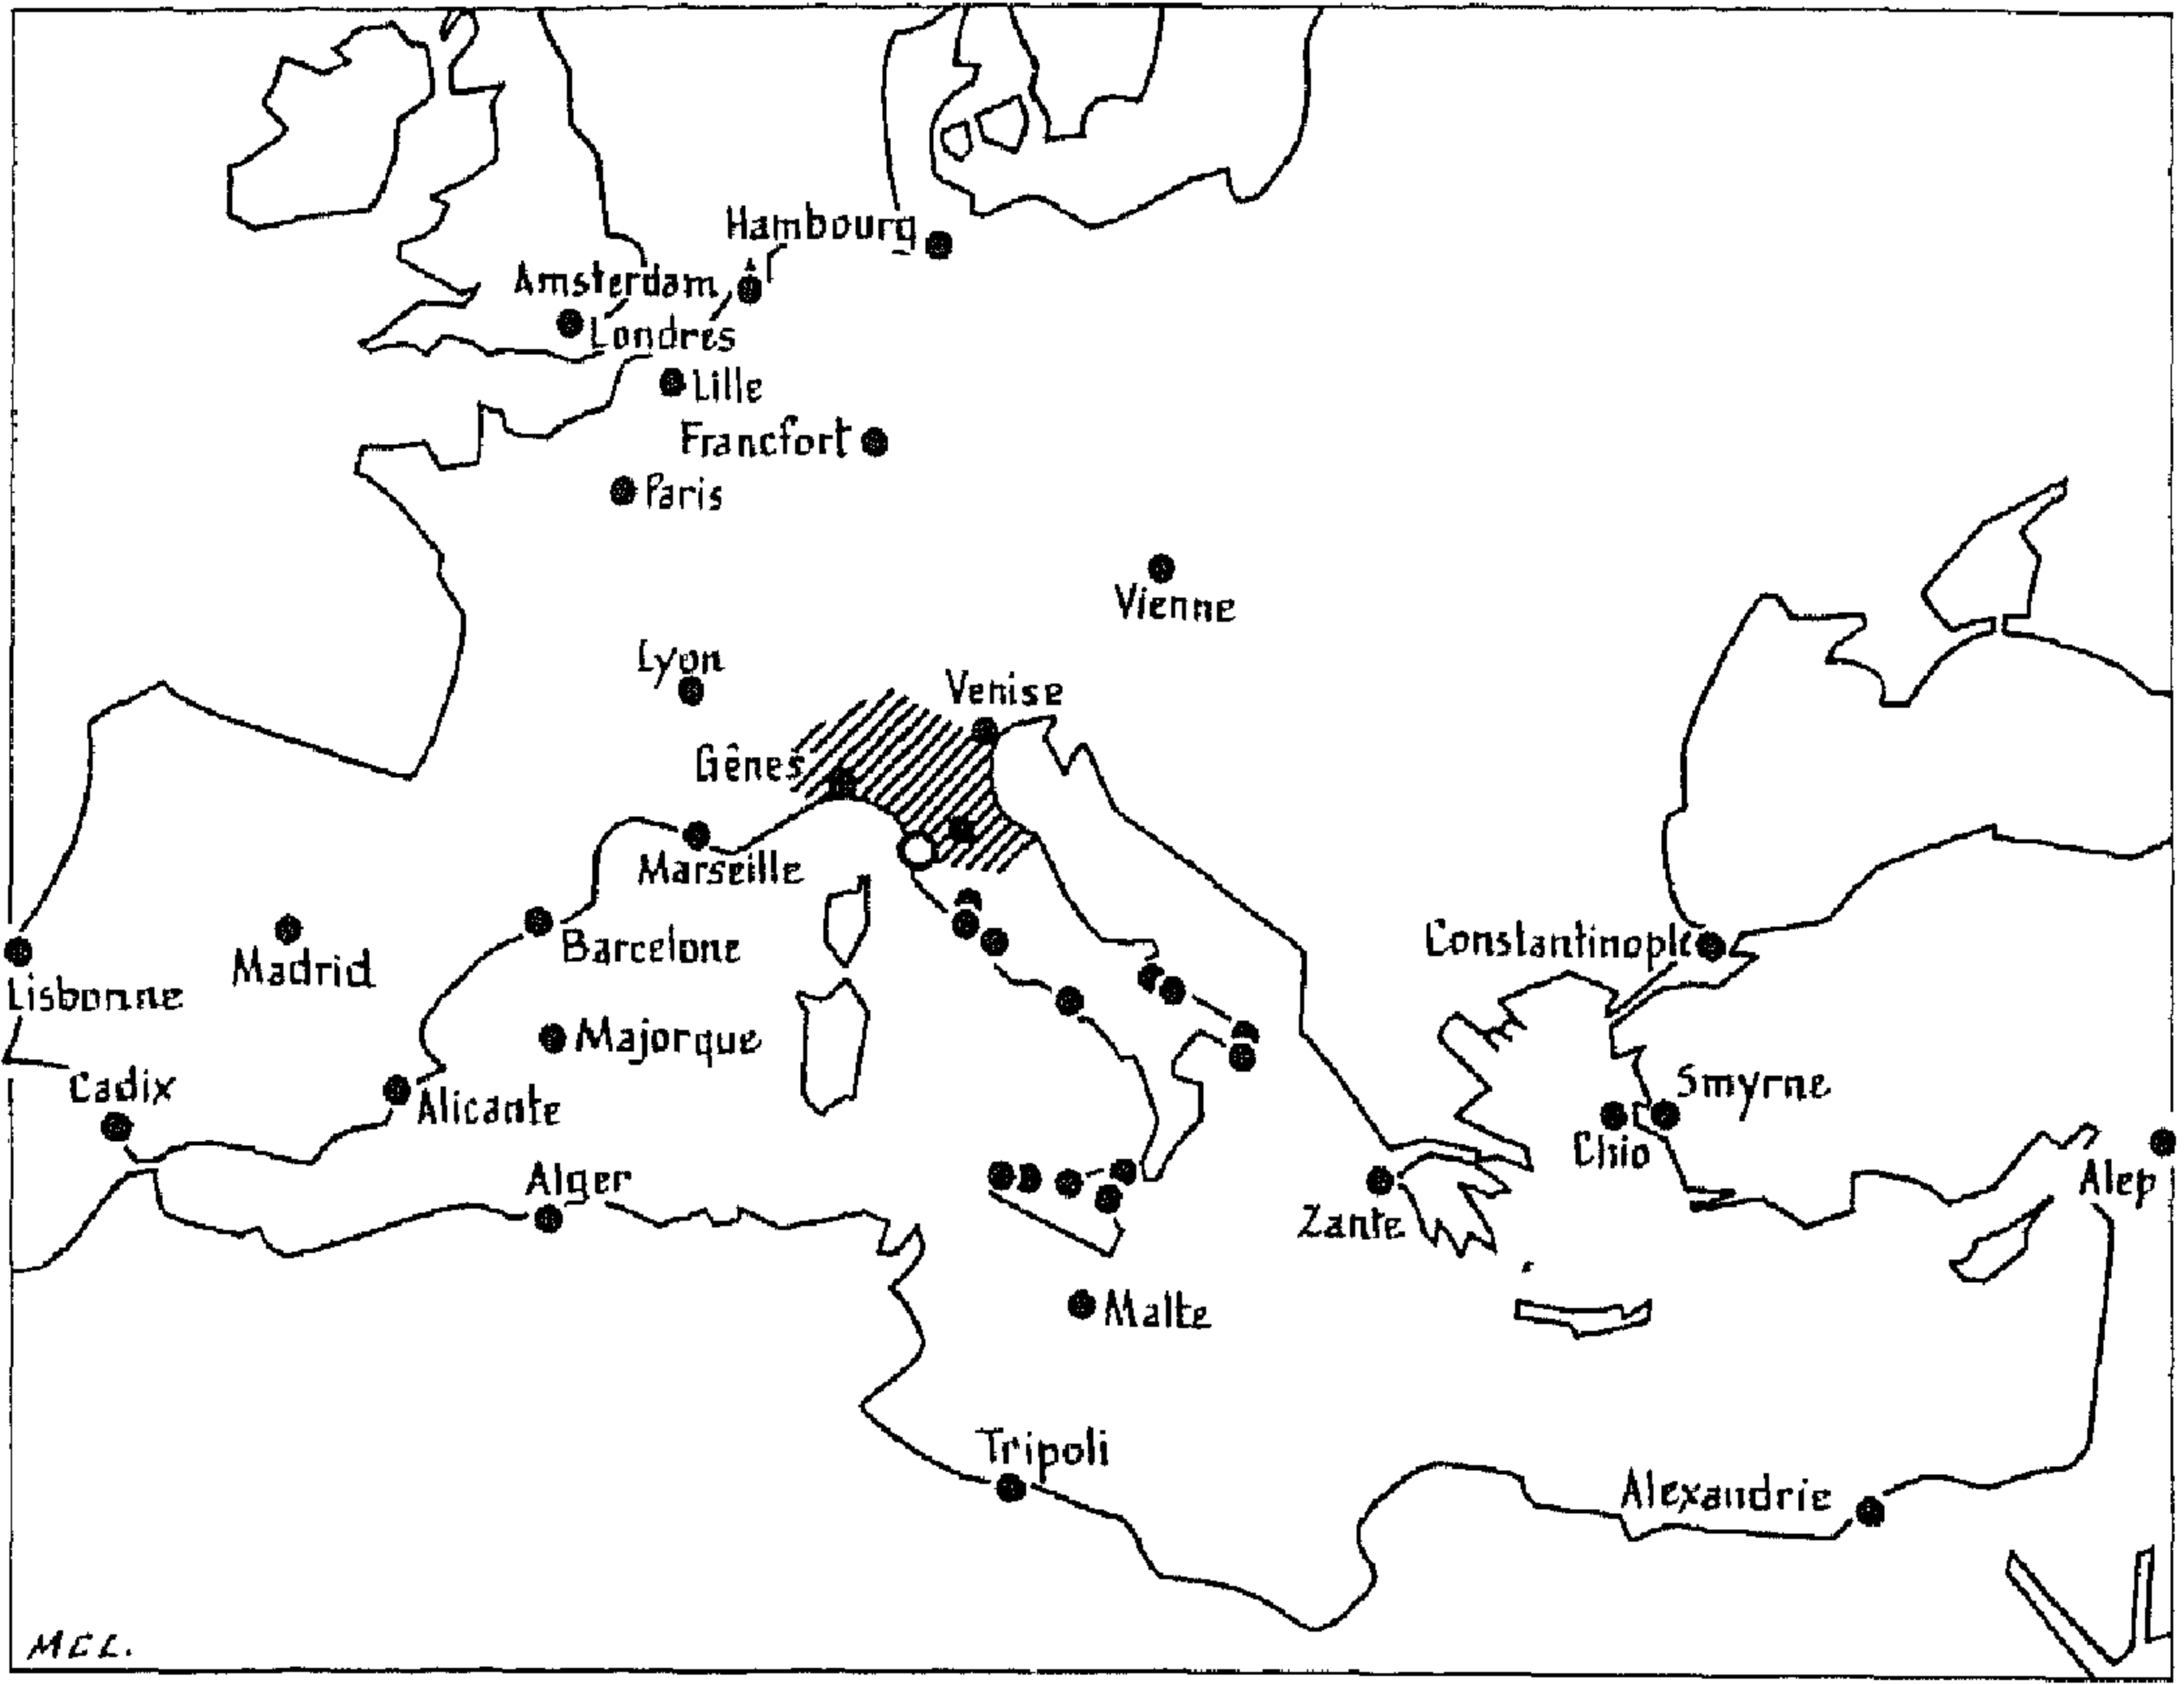 Hambourg
Amsterdam
Londres
Lille
Francfort
Paris
Vienne
Lyon
Venise
Gênes
Marseille
Barcelone
Madrid
Lisbonne
Constantinople
Majorque
Cadix
Alicante
Smyrne
Chio
Alger
Alep
Zante
Malte
Tripoli
Alexandrie
MCL.